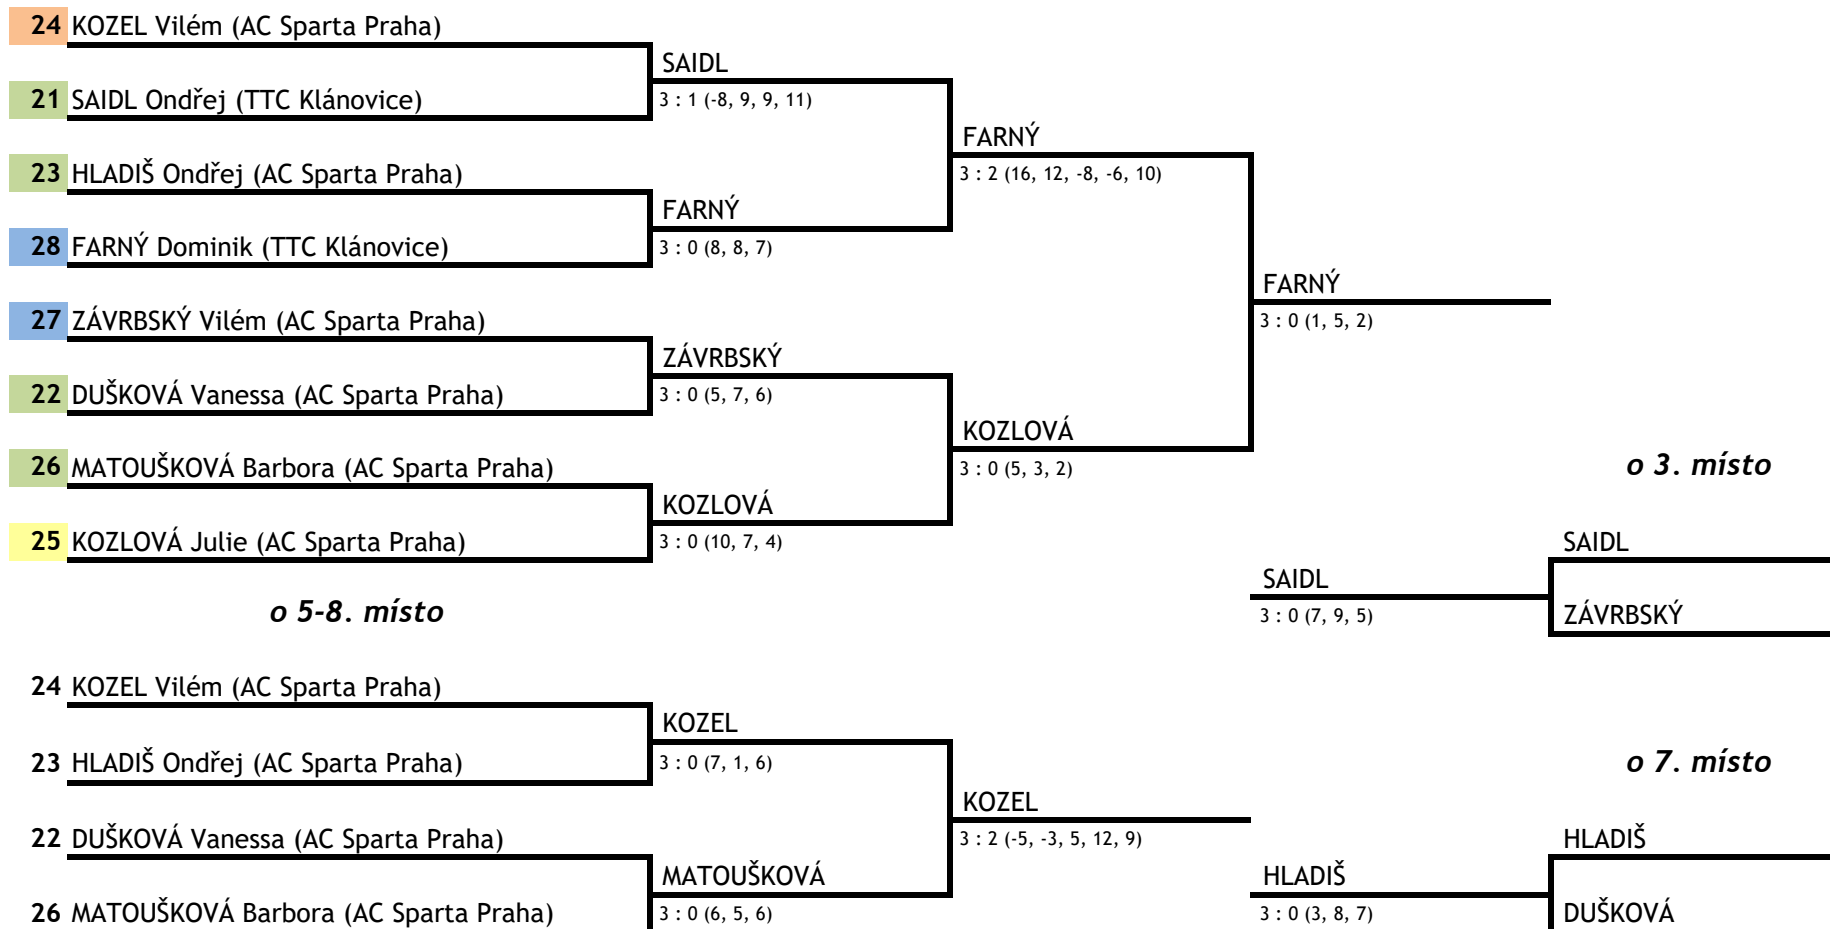 24 KOZEL Vilém (AC Sparta Praha)
SAIDL
21 SAIDL Ondřej (TTC Klánovice)
3 : 1 (-8, 9, 9, 11)
FARNÝ
23 HLADIŠ Ondřej (AC Sparta Praha)
3 : 2 (16, 12, -8, -6, 10)
FARNÝ
28 FARNÝ Dominik (TTC Klánovice)
3 : 0 (8, 8, 7)
FARNÝ
27 ZÁVRBSKÝ Vilém (AC Sparta Praha)
3 : 0 (1, 5, 2)
ZÁVRBSKÝ
22 DUŠKOVÁ Vanessa (AC Sparta Praha)
3 : 0 (5, 7, 6)
KOZLOVÁ
26 MATOUŠKOVÁ Barbora (AC Sparta Praha)
3 : 0 (5, 3, 2)
o 3. místo
KOZLOVÁ
25 KOZLOVÁ Julie (AC Sparta Praha)
3 : 0 (10, 7, 4)
SAIDL
SAIDL
o 5-8. místo
3 : 0 (7, 9, 5)
ZÁVRBSKÝ
24 KOZEL Vilém (AC Sparta Praha)
KOZEL
23 HLADIŠ Ondřej (AC Sparta Praha)
3 : 0 (7, 1, 6)
o 7. místo
KOZEL
22 DUŠKOVÁ Vanessa (AC Sparta Praha)
3 : 2 (-5, -3, 5, 12, 9)
HLADIŠ
MATOUŠKOVÁ
HLADIŠ
26 MATOUŠKOVÁ Barbora (AC Sparta Praha)
3 : 0 (6, 5, 6)
3 : 0 (3, 8, 7)
DUŠKOVÁ